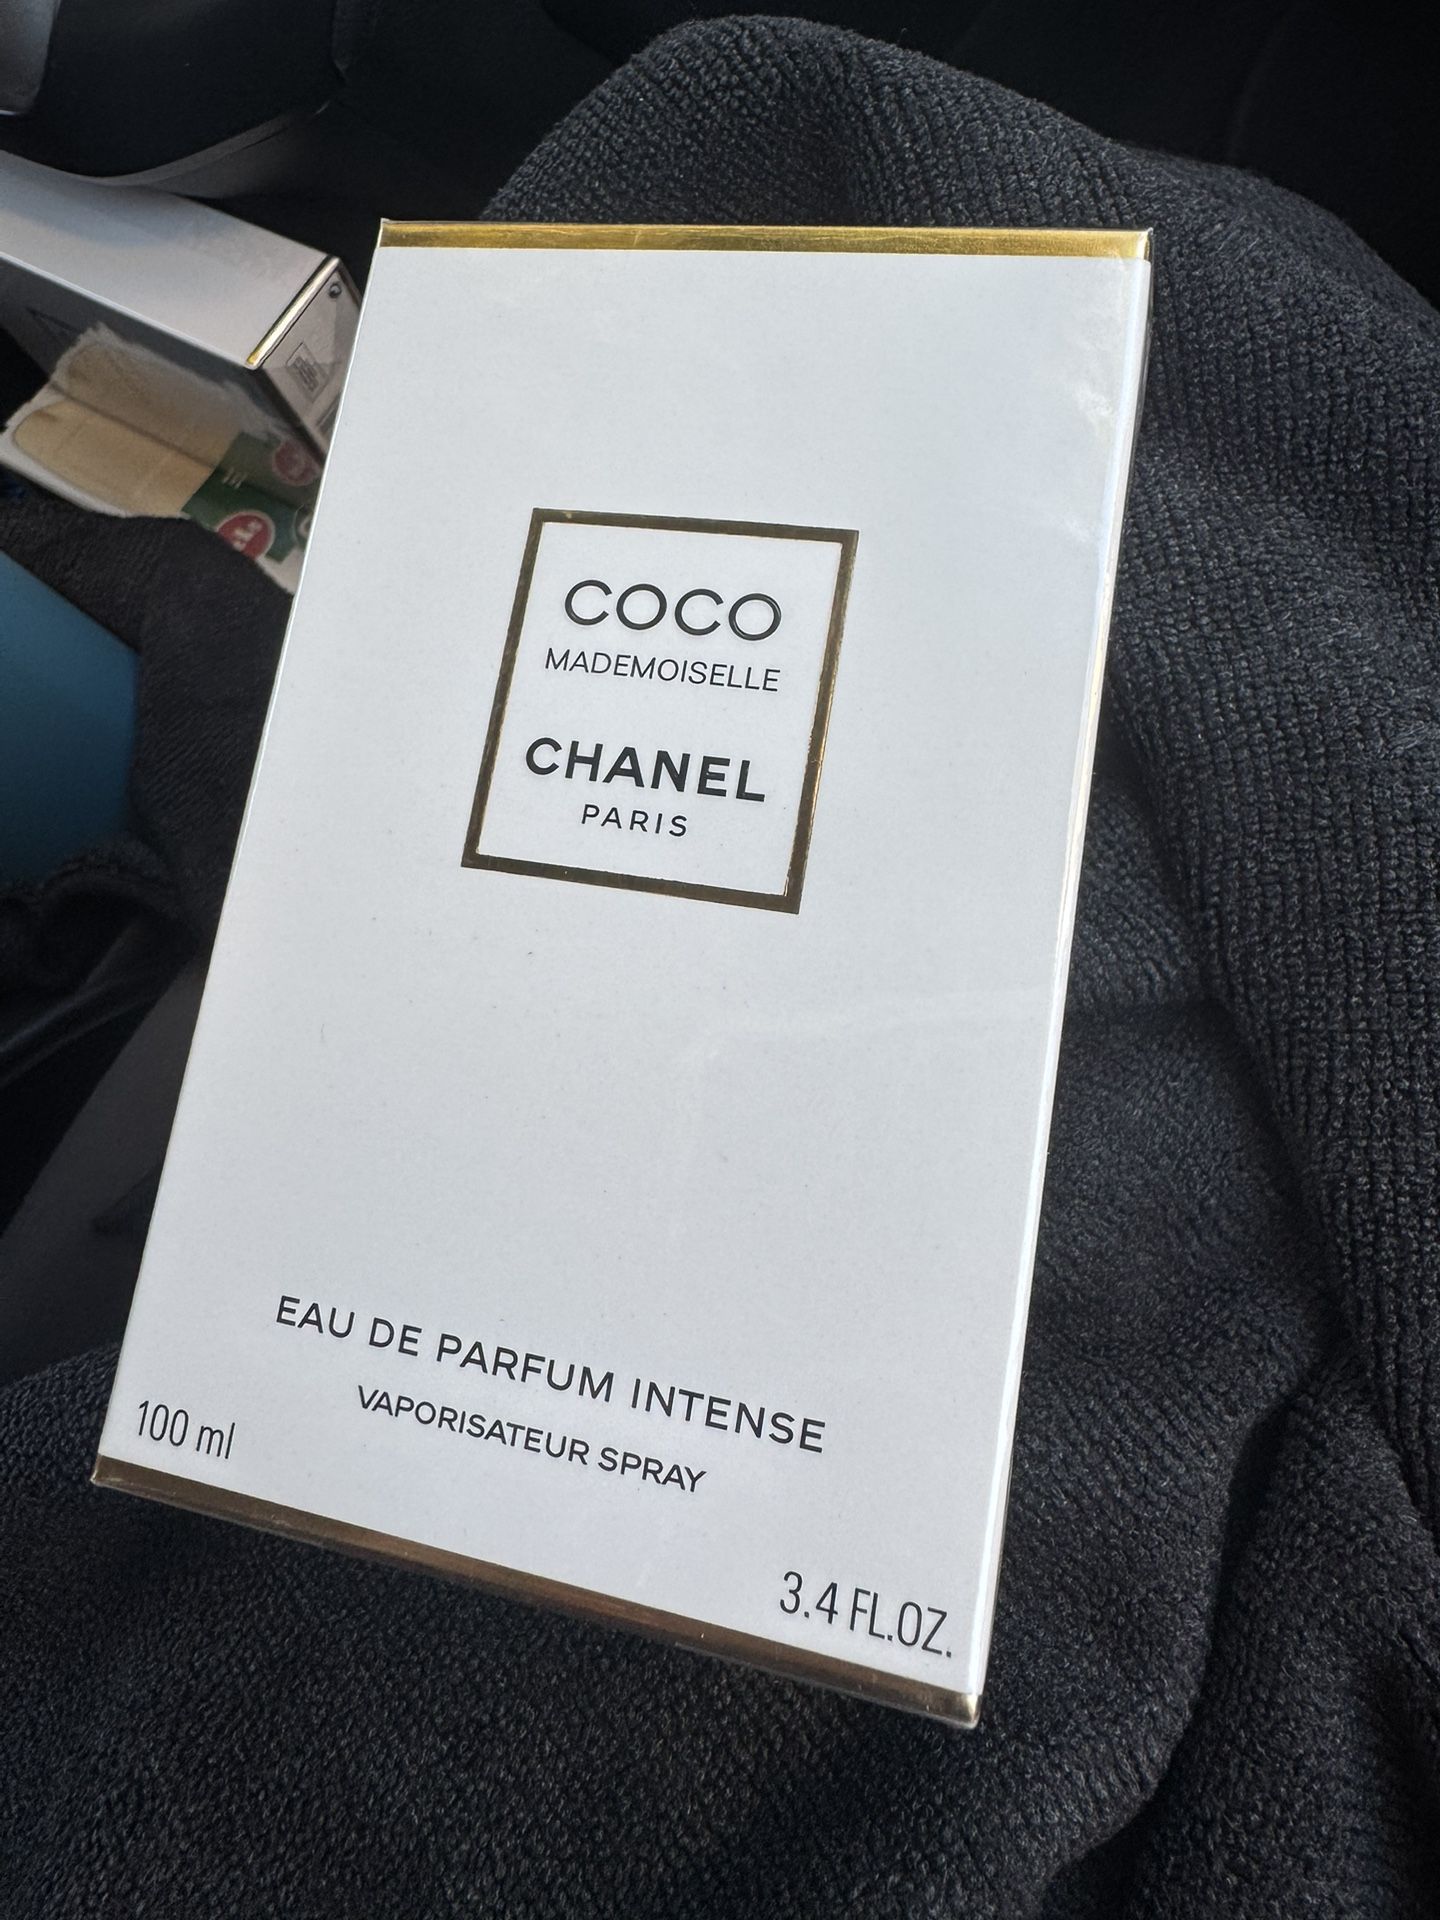 COCO
MADEMOISELLE
CHANEL
PARIS
EAU DE PARFUM INTENSE
VAPORISATEUR SPRAY
100 ml
3.4 FL.OZ.